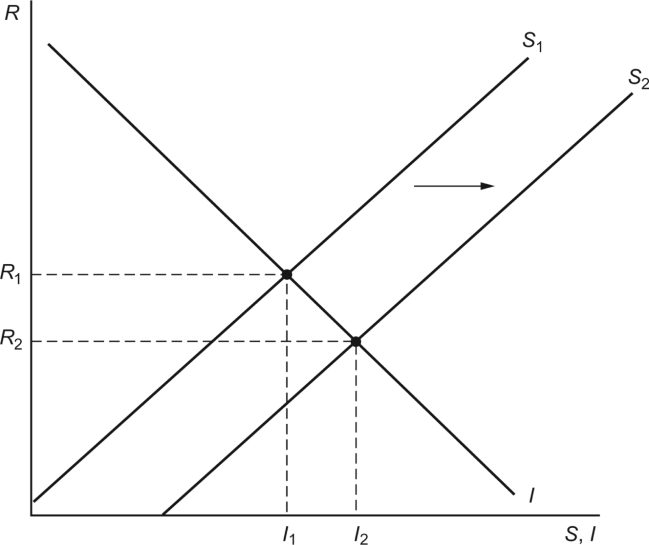 R
S₁
S₂
R₁
R₂
I
I₁ I₂ S, I